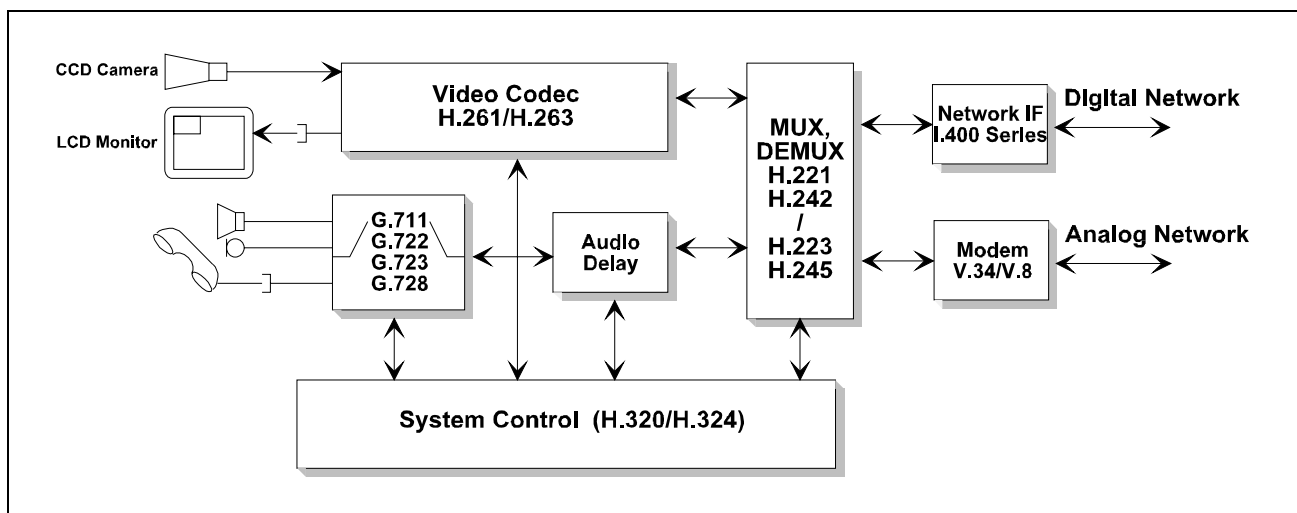 CCD Camera
LCD Monitor
Video Codec
H.261/H.263
G.711
G.722
G.723
G.728
Audio
Delay
MUX,
DEMUX
H.221
H.242
/
H.223
H.245
Network IF
I.400 Serles
DIgItal Network
Modem
V.34/V.8
Analog Network
System Control (H.320/H.324)